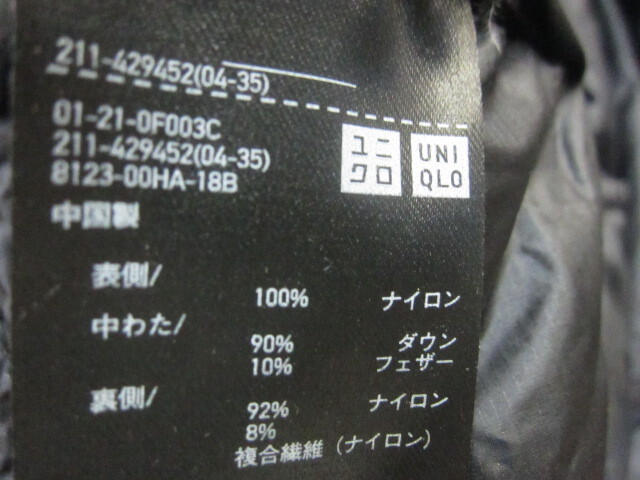 211-429452(04-35)
01-21-0F003C
211-429452(04-35)
8123-00HA-18B
ユニ
クロ
UNI
QLO
中国製
表側/
100% ナイロン
中わた/
90% ダウン
10% フェザー
裏側/
92% ナイロン
8%
複合繊維 (ナイロン)